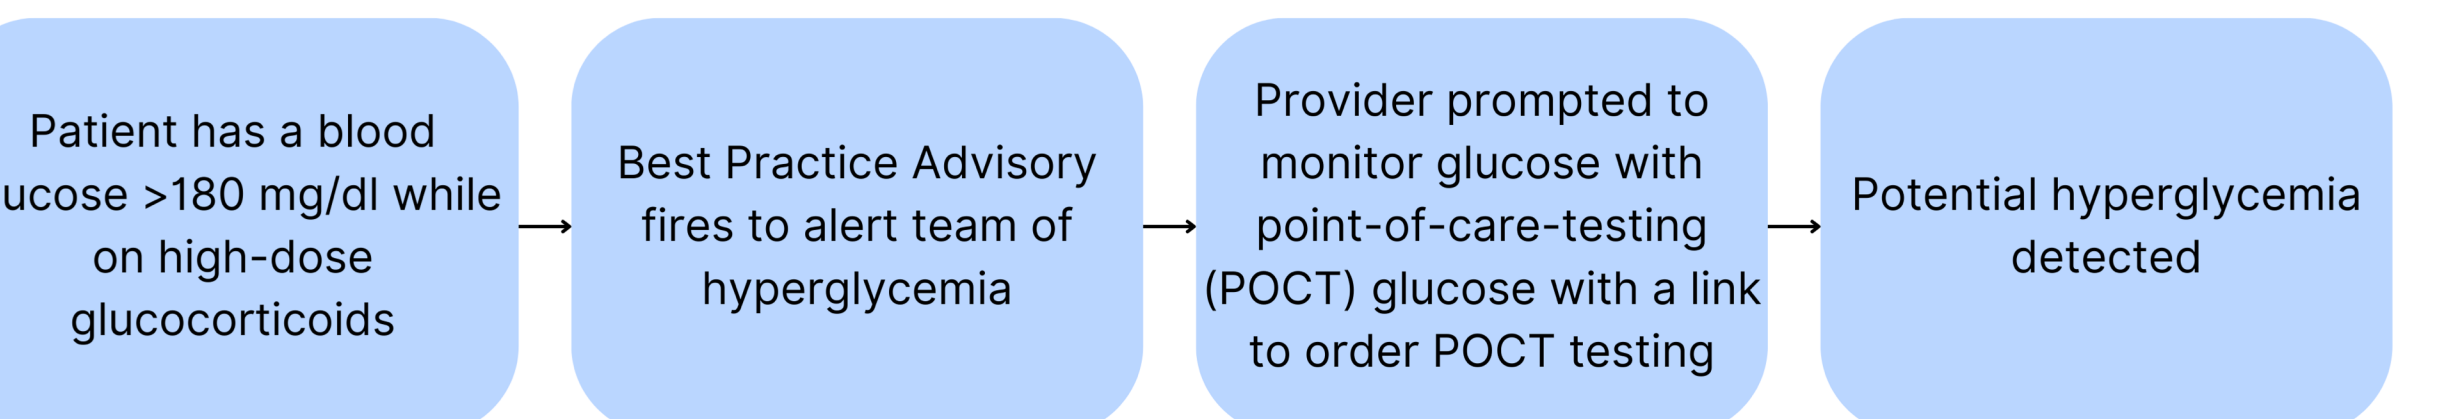 Patient has a blood
ucose >180 mg/dl while
on high-dose
glucocorticoids
Best Practice Advisory
fires to alert team of
hyperglycemia
Provider prompted to
monitor glucose with
point-of-care-testing
(POCT) glucose with a link
to order POCT testing
Potential hyperglycemia
detected